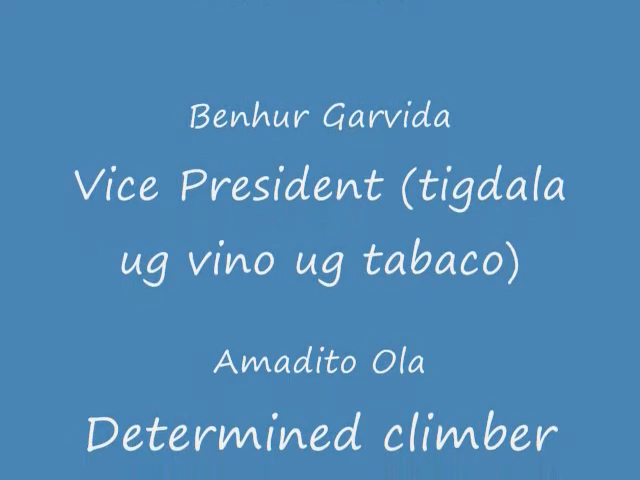 Benhur Garvida
Vice President (tigdala
ug vino ug tabaco)
Amadito Ola
Determined climber